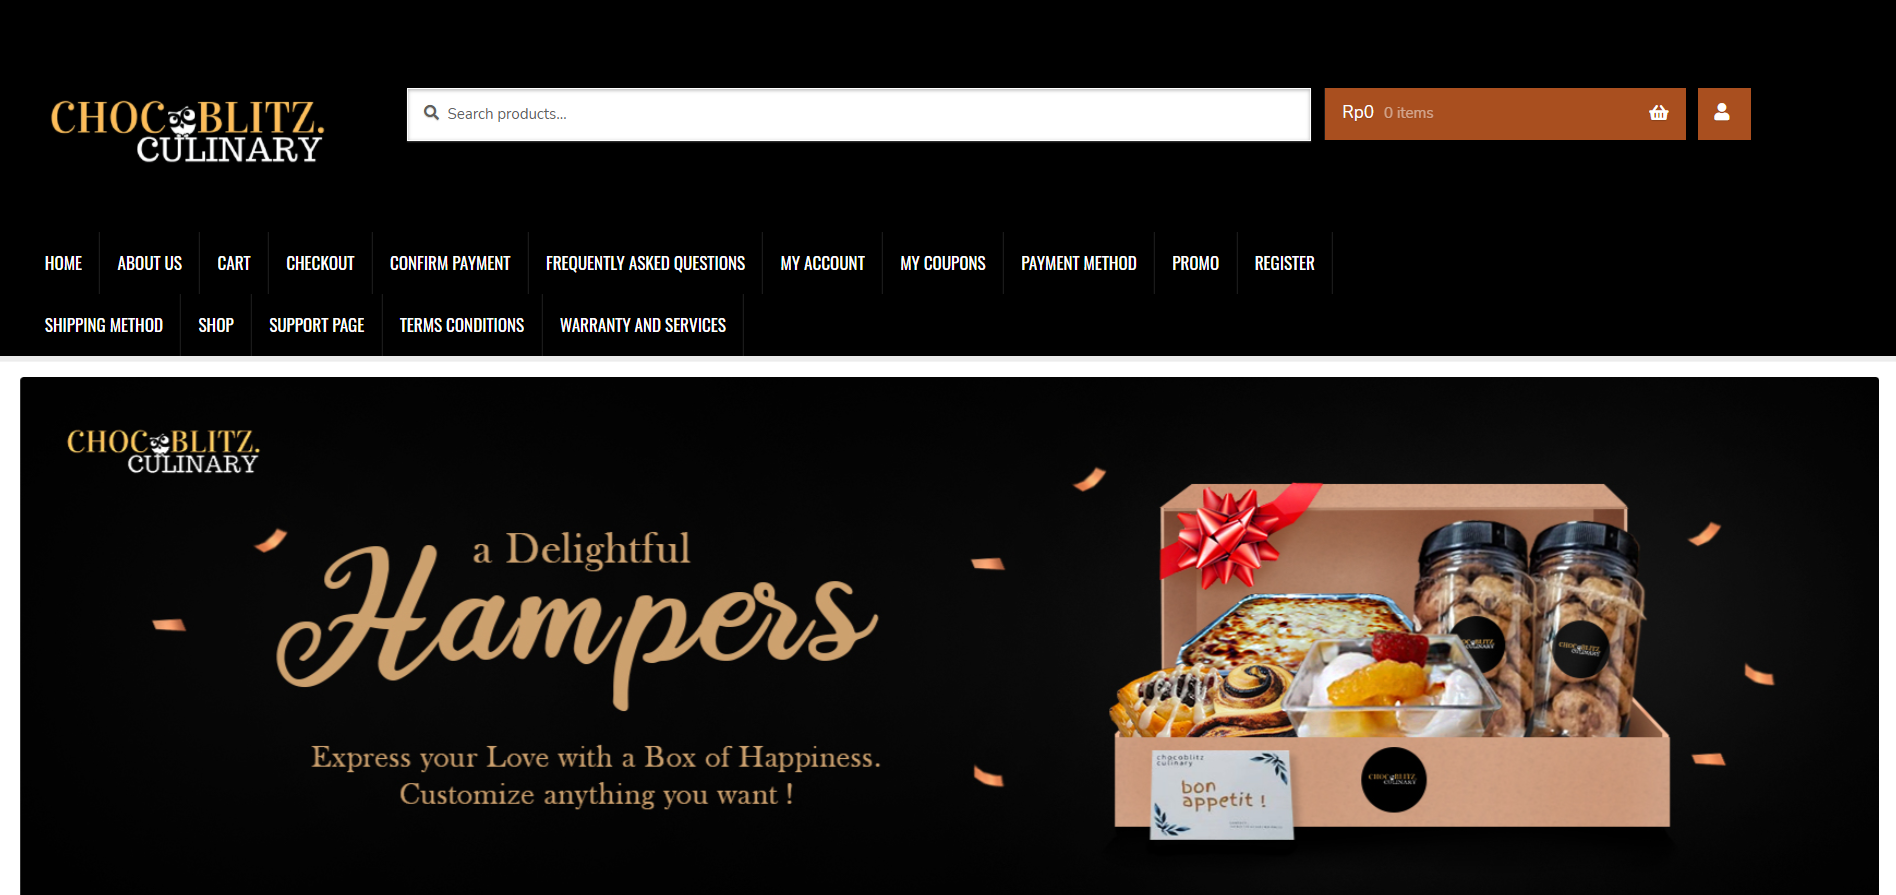 CHOCOBLITZ.
CULINARY
Search products...
Rp0 0 items
HOME ABOUT US CART CHECKOUT CONFIRM PAYMENT FREQUENTLY ASKED QUESTIONS MY ACCOUNT MY COUPONS PAYMENT METHOD PROMO REGISTER
SHIPPING METHOD SHOP SUPPORT PAGE TERMS CONDITIONS WARRANTY AND SERVICES
CHOCOBLITZ.
CULINARY
a Delightful
Hampers
Express your Love with a Box of Happiness.
Customize anything you want !
CHOCOBLITZ.
CULINARY
chocoblitz
culinary
bon
appetit !
CHOCOBLITZ.
CULINARY